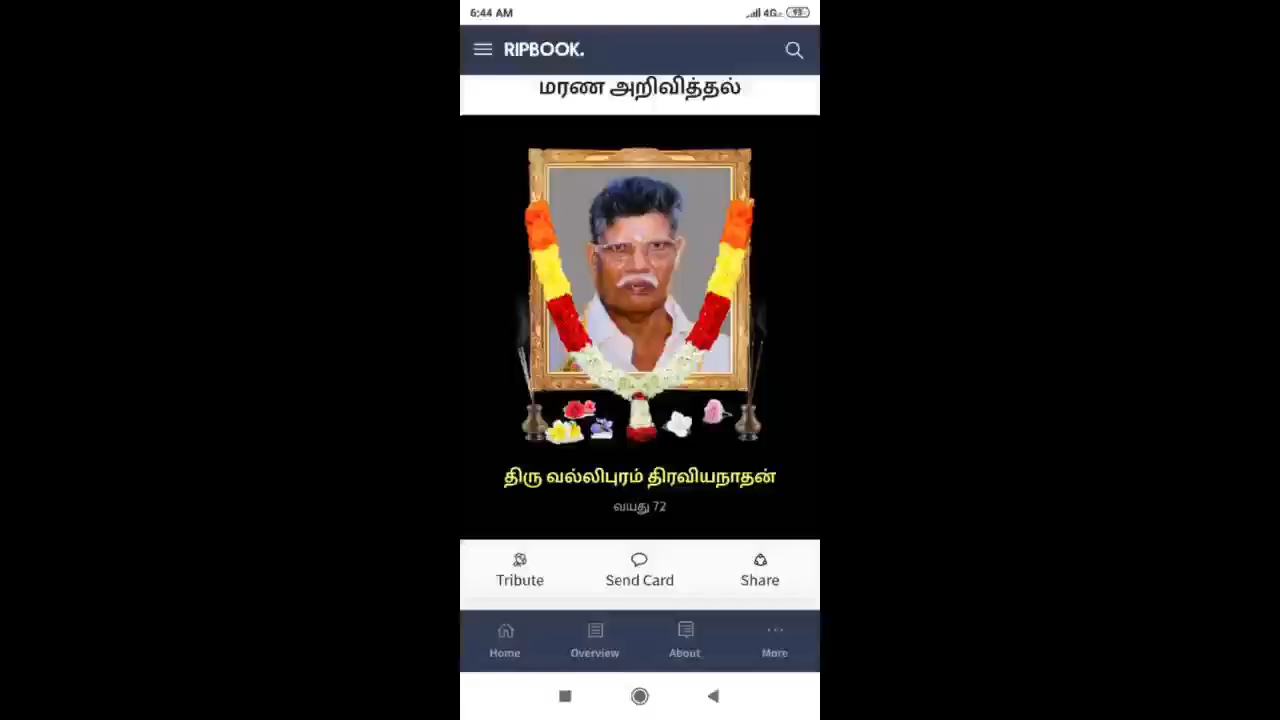 6:44 AM
4G
93
RIPBOOK.
மரண அறிவித்தல்
திரு வல்லிபுரம் திரவியநாதன்
வயது 72
Tribute
Send Card
Share
Home
Overview
About
More